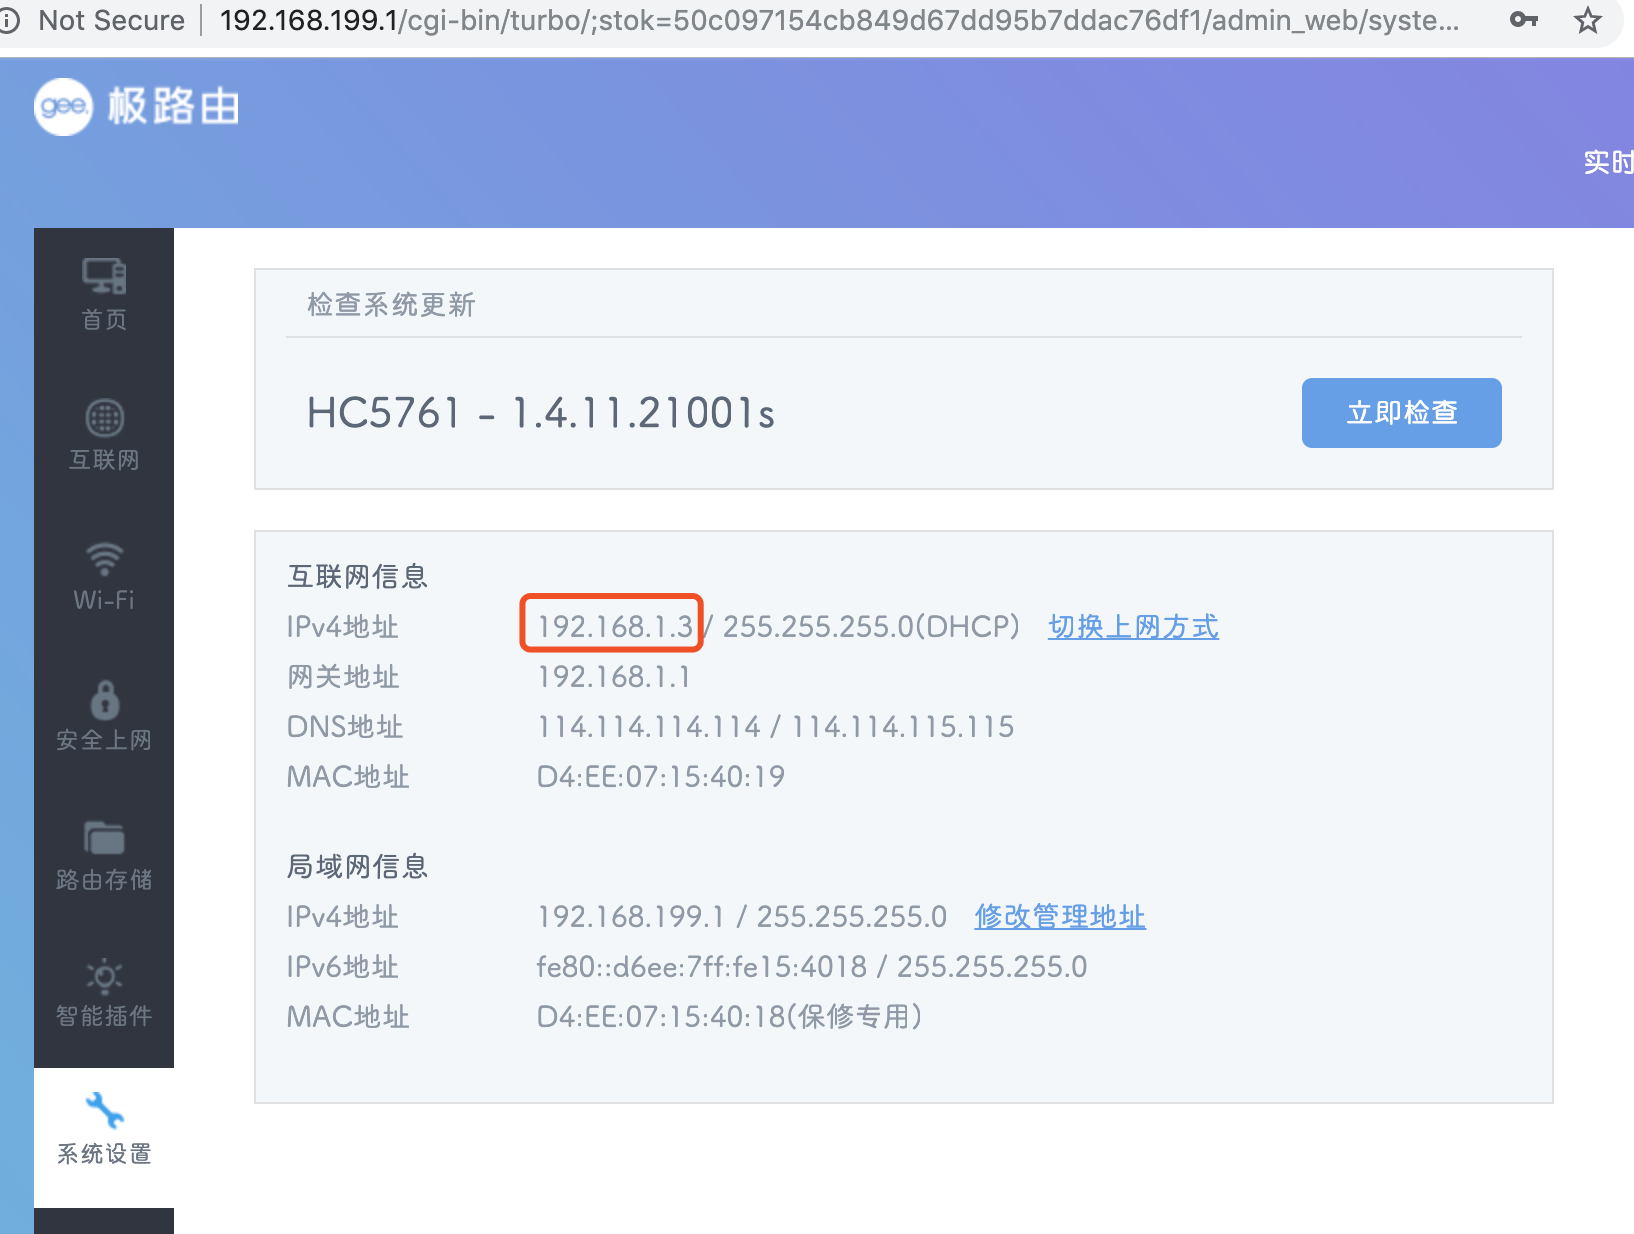 Not Secure | 192.168.199.1/cgi-bin/turbo/;stok=50c097154cb849d67dd95b7ddac76df1/admin_web/syste...
gee. 极路由
实时
首页
互联网
Wi-Fi
安全上网
路由存储
智能插件
系统设置
检查系统更新
HC5761 - 1.4.11.21001s 立即检查
互联网信息
IPv4地址 192.168.1.3 / 255.255.255.0(DHCP) 切换上网方式
网关地址 192.168.1.1
DNS地址 114.114.114.114 / 114.114.115.115
MAC地址 D4:EE:07:15:40:19
局域网信息
IPv4地址 192.168.199.1 / 255.255.255.0 修改管理地址
IPv6地址 fe80::d6ee:7ff:fe15:4018 / 255.255.255.0
MAC地址 D4:EE:07:15:40:18(保修专用)